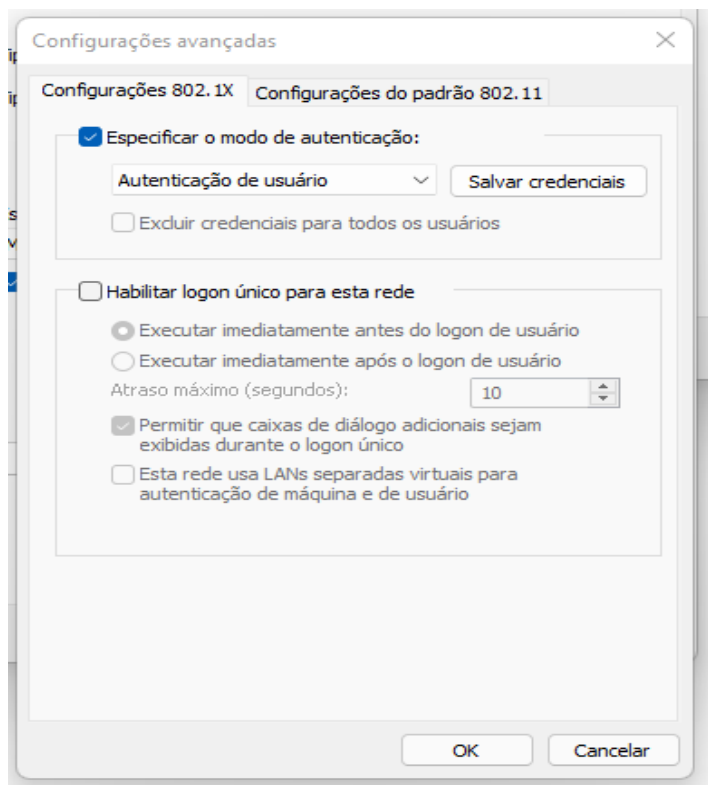 Configurações avançadas
Configurações 802.1X
Configurações do padrão 802.11
Especificar o modo de autenticação:
Autenticação de usuário
Salvar credenciais
Excluir credenciais para todos os usuários
Habilitar logon único para esta rede
Executar imediatamente antes do logon de usuário
Executar imediatamente após o logon de usuário
Atraso máximo (segundos):
10
Permitir que caixas de diálogo adicionais sejam
exibidas durante o logon único
Esta rede usa LANs separadas virtuais para
autenticação de máquina e de usuário
OK
Cancelar